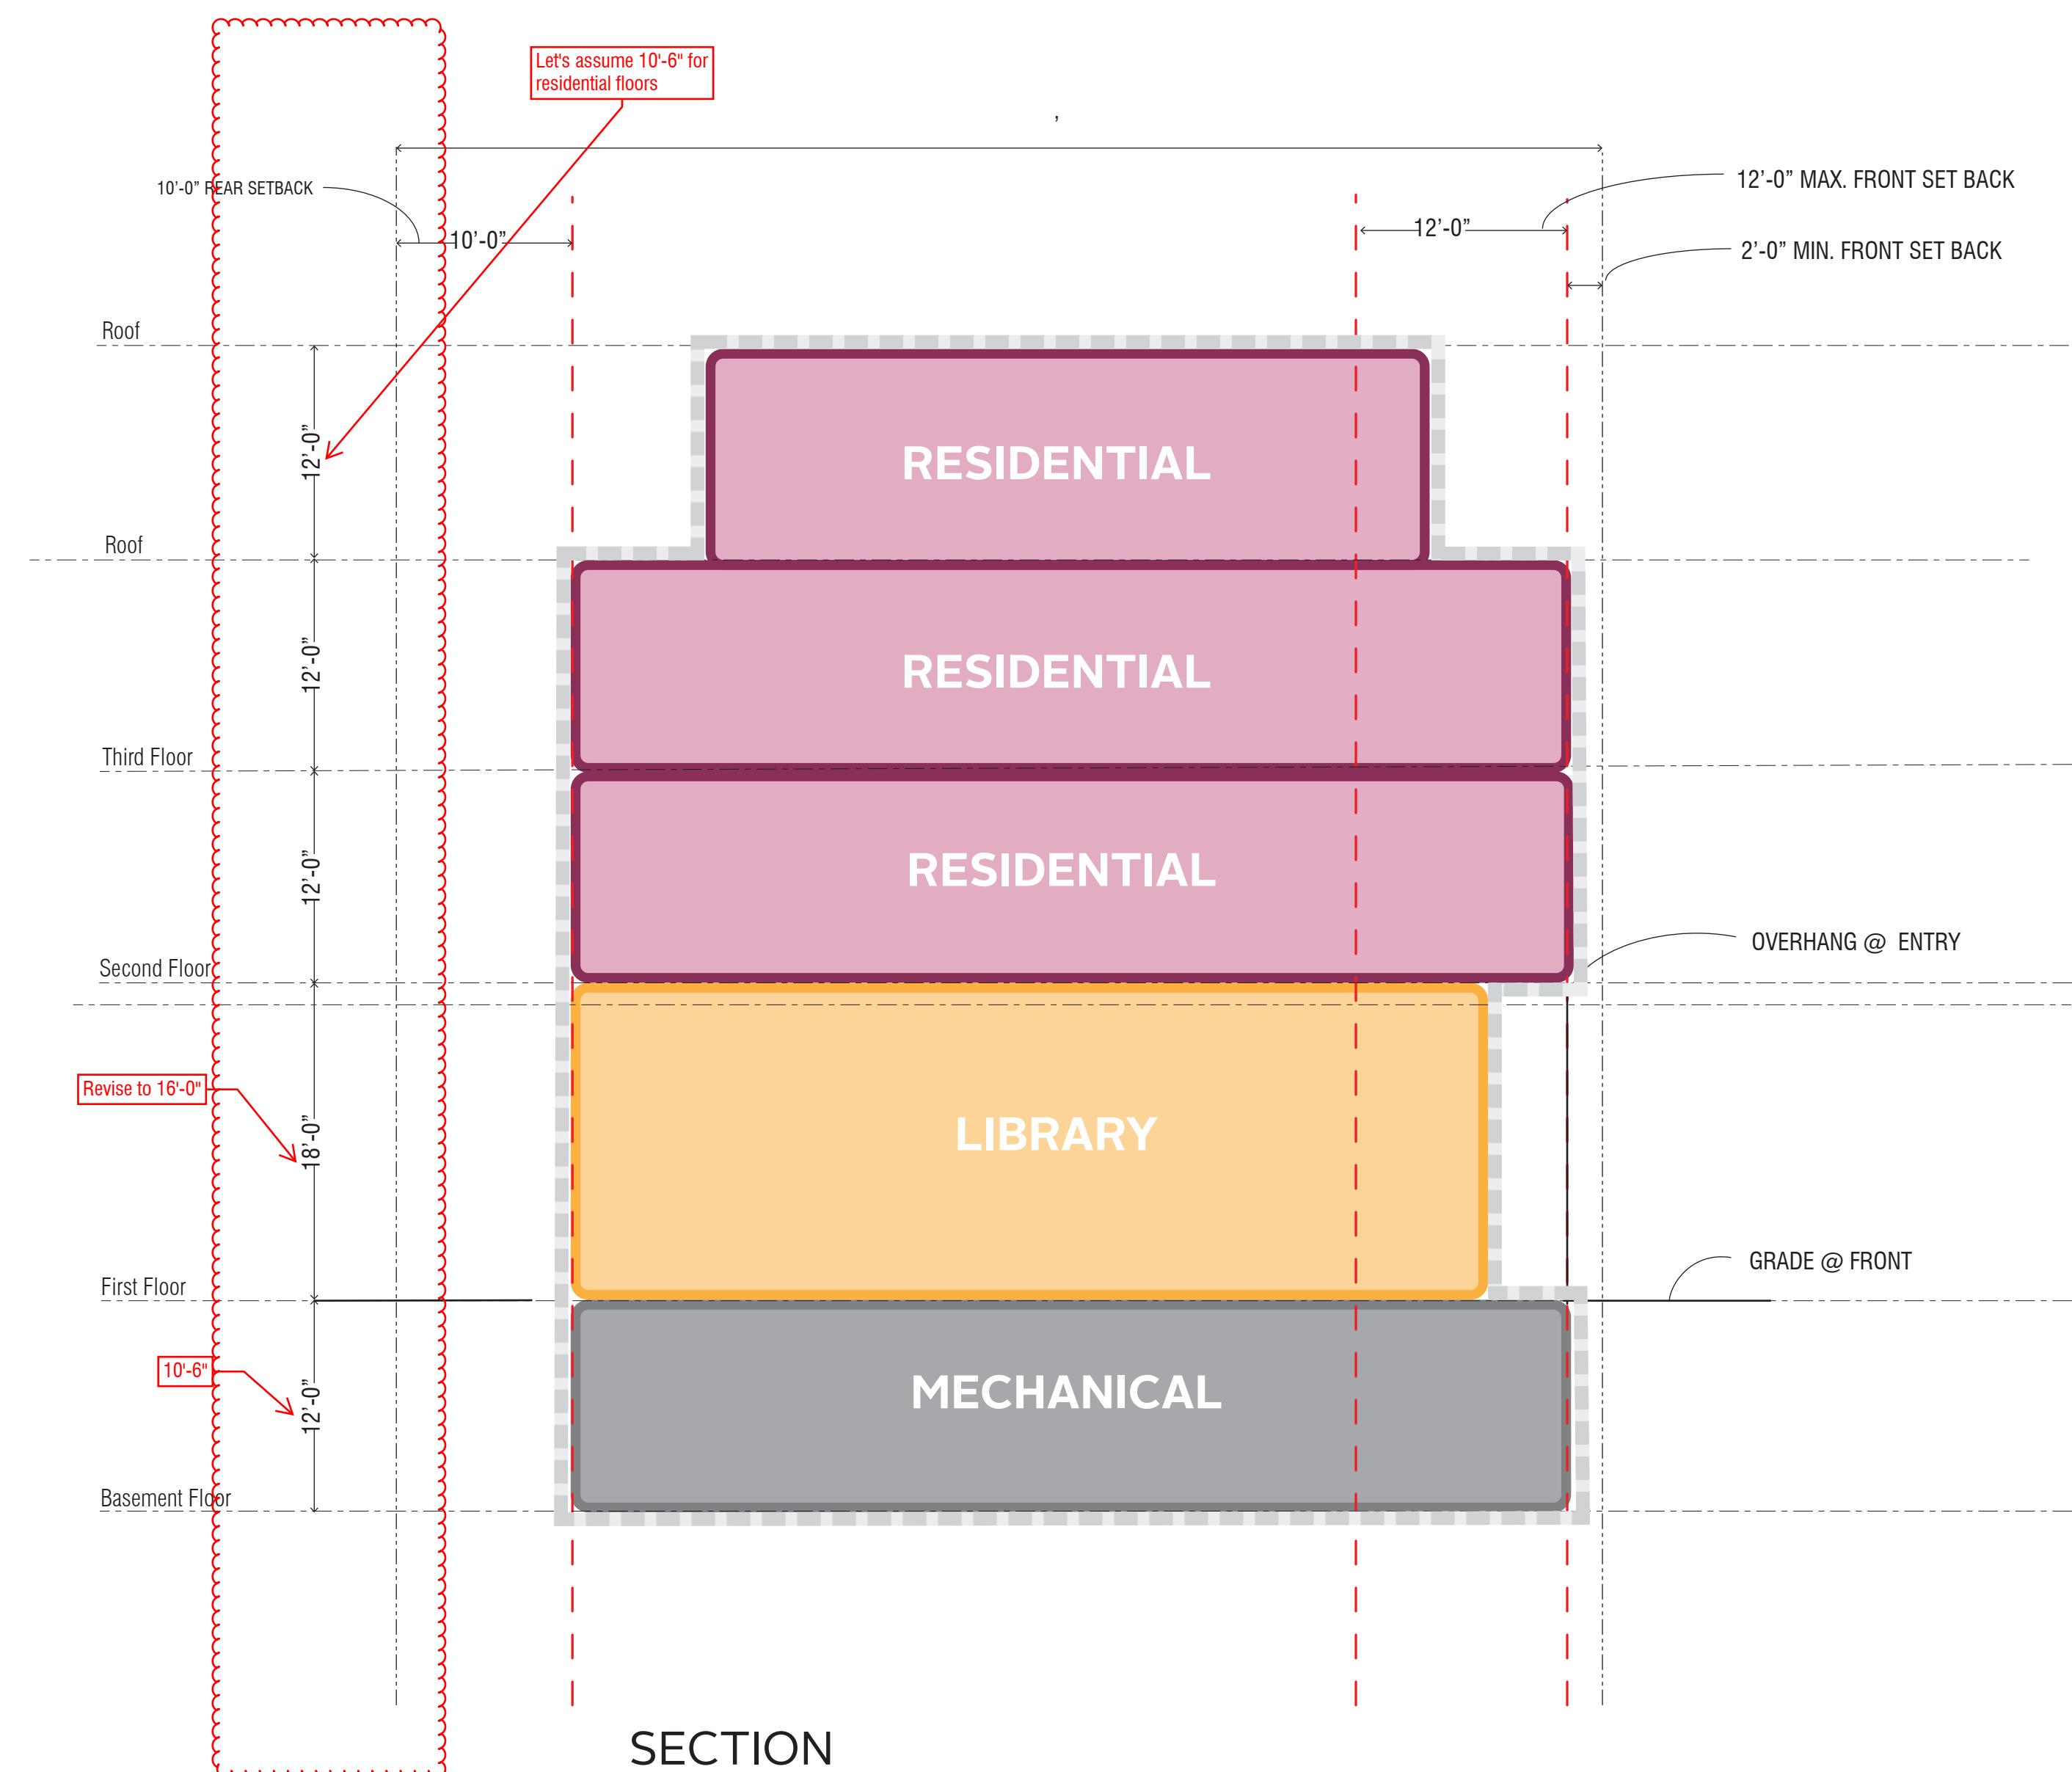 Let's assume 10'-6" for
residential floors
’
10’-0” REAR SETBACK
12’-0” MAX. FRONT SET BACK
10’-0”
12’-0”
2’-0” MIN. FRONT SET BACK
Roof
12’-0”
RESIDENTIAL
Roof
12’-0”
RESIDENTIAL
Third Floor
12’-0”
RESIDENTIAL
OVERHANG @ ENTRY
Second Floor
Revise to 16'-0"
18’-0”
LIBRARY
GRADE @ FRONT
First Floor
10'-6"
12’-0”
MECHANICAL
Basement Floor
SECTION